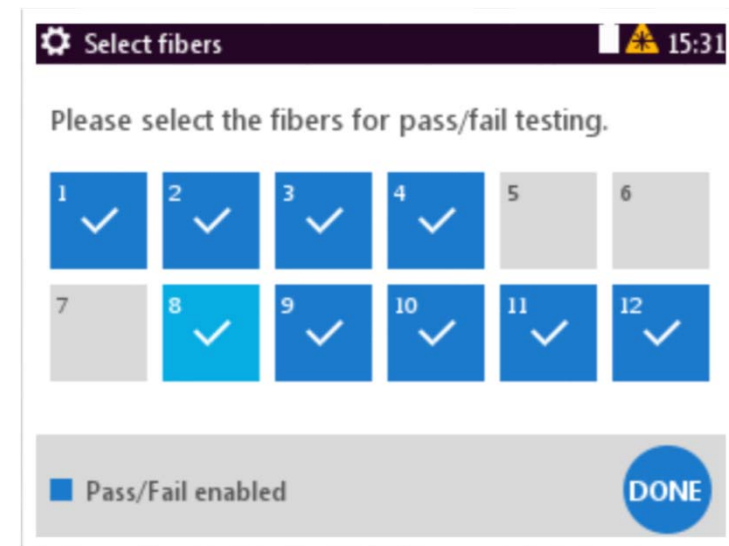 Select fibers 15:31
Please select the fibers for pass/fail testing.
1 2 3 4 5 6
7 8 9 10 11 12
Pass/Fail enabled DONE